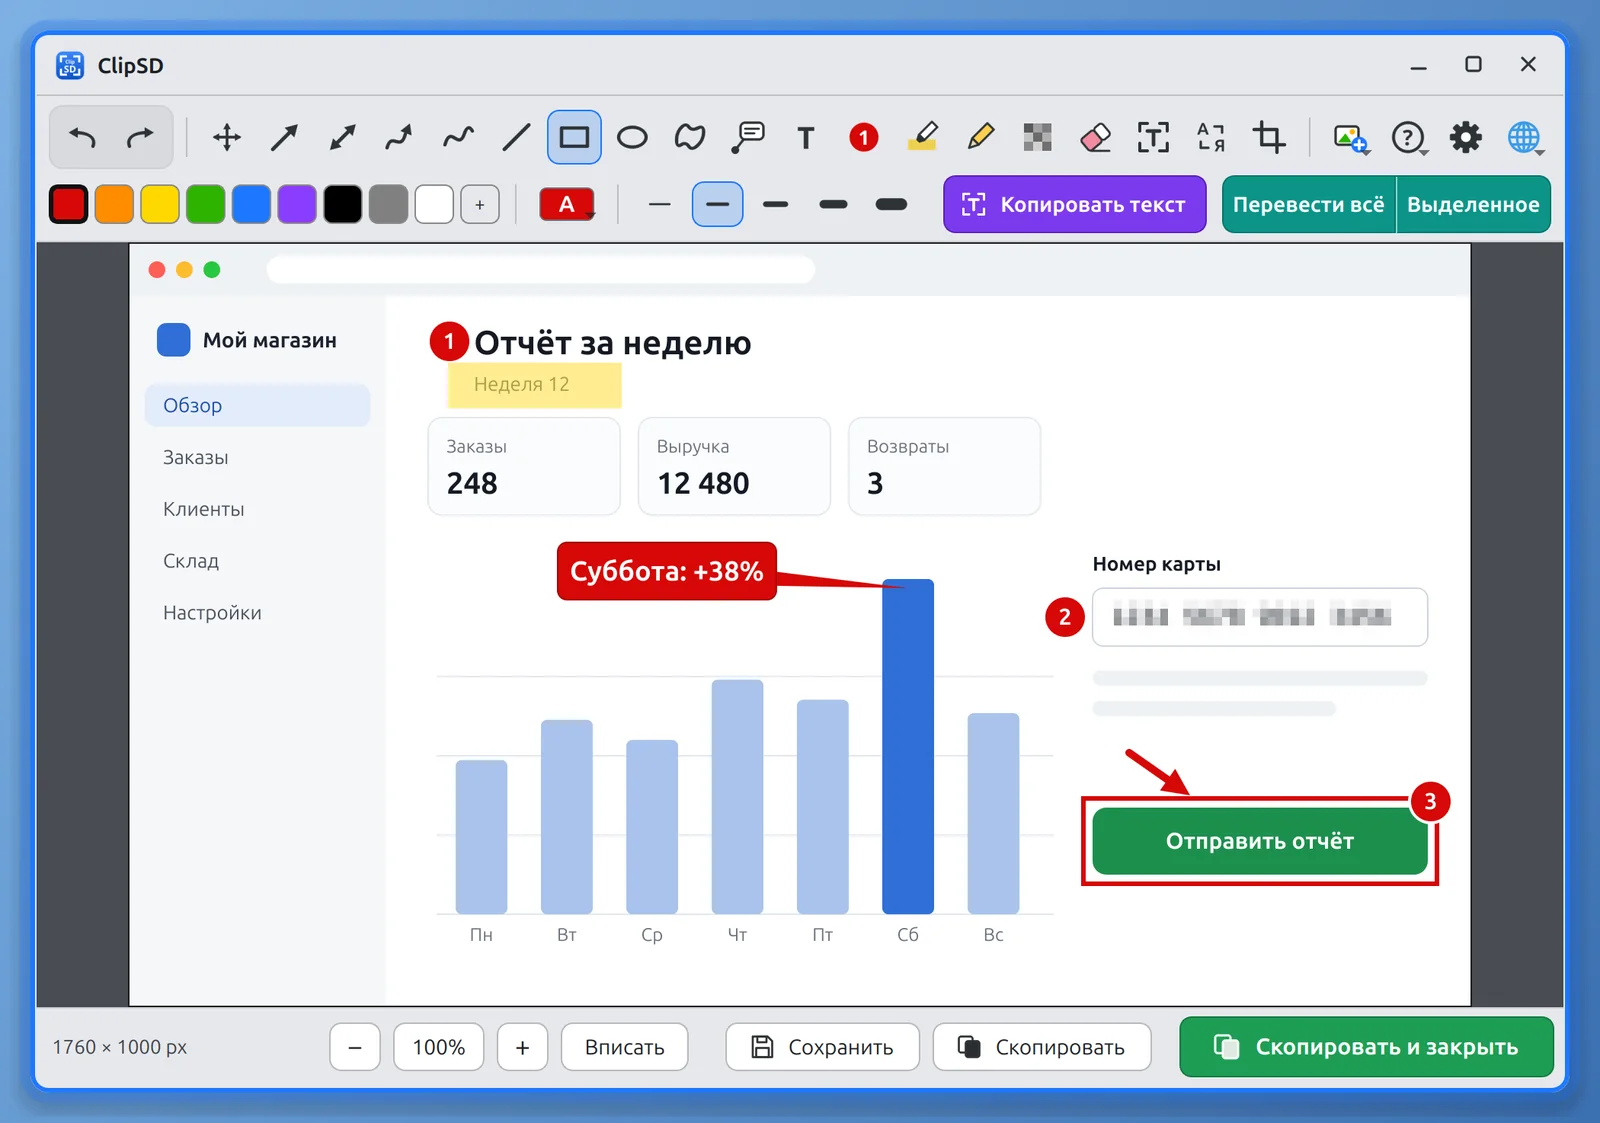 ClipSD
T
1
T
А
Я
?
+
A
Копировать текст
Перевести всё
Выделенное
Мой магазин
Обзор
Заказы
Клиенты
Склад
Настройки
1
Отчёт за неделю
Неделя 12
Заказы
248
Выручка
12 480
Возвраты
3
Суббота: +38%
Пн
Вт
Ср
Чт
Пт
Сб
Вс
Номер карты
2
3
Отправить отчёт
1760 × 1000 px
−
100%
+
Вписать
Сохранить
Скопировать
Скопировать и закрыть